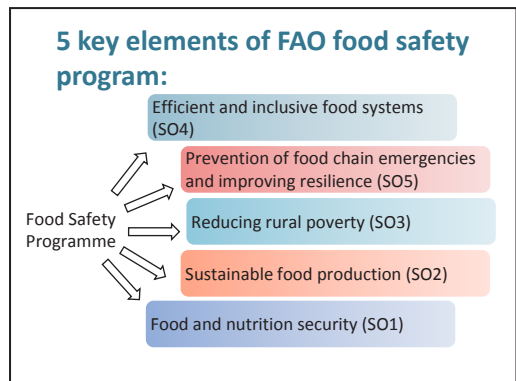 5 key elements of FAO food safety
program:
Efficient and inclusive food systems
(SO4)
Prevention of food chain emergencies
and improving resilience (SO5)
Food Safety
Programme
Reducing rural poverty (SO3)
Sustainable food production (SO2)
Food and nutrition security (SO1)